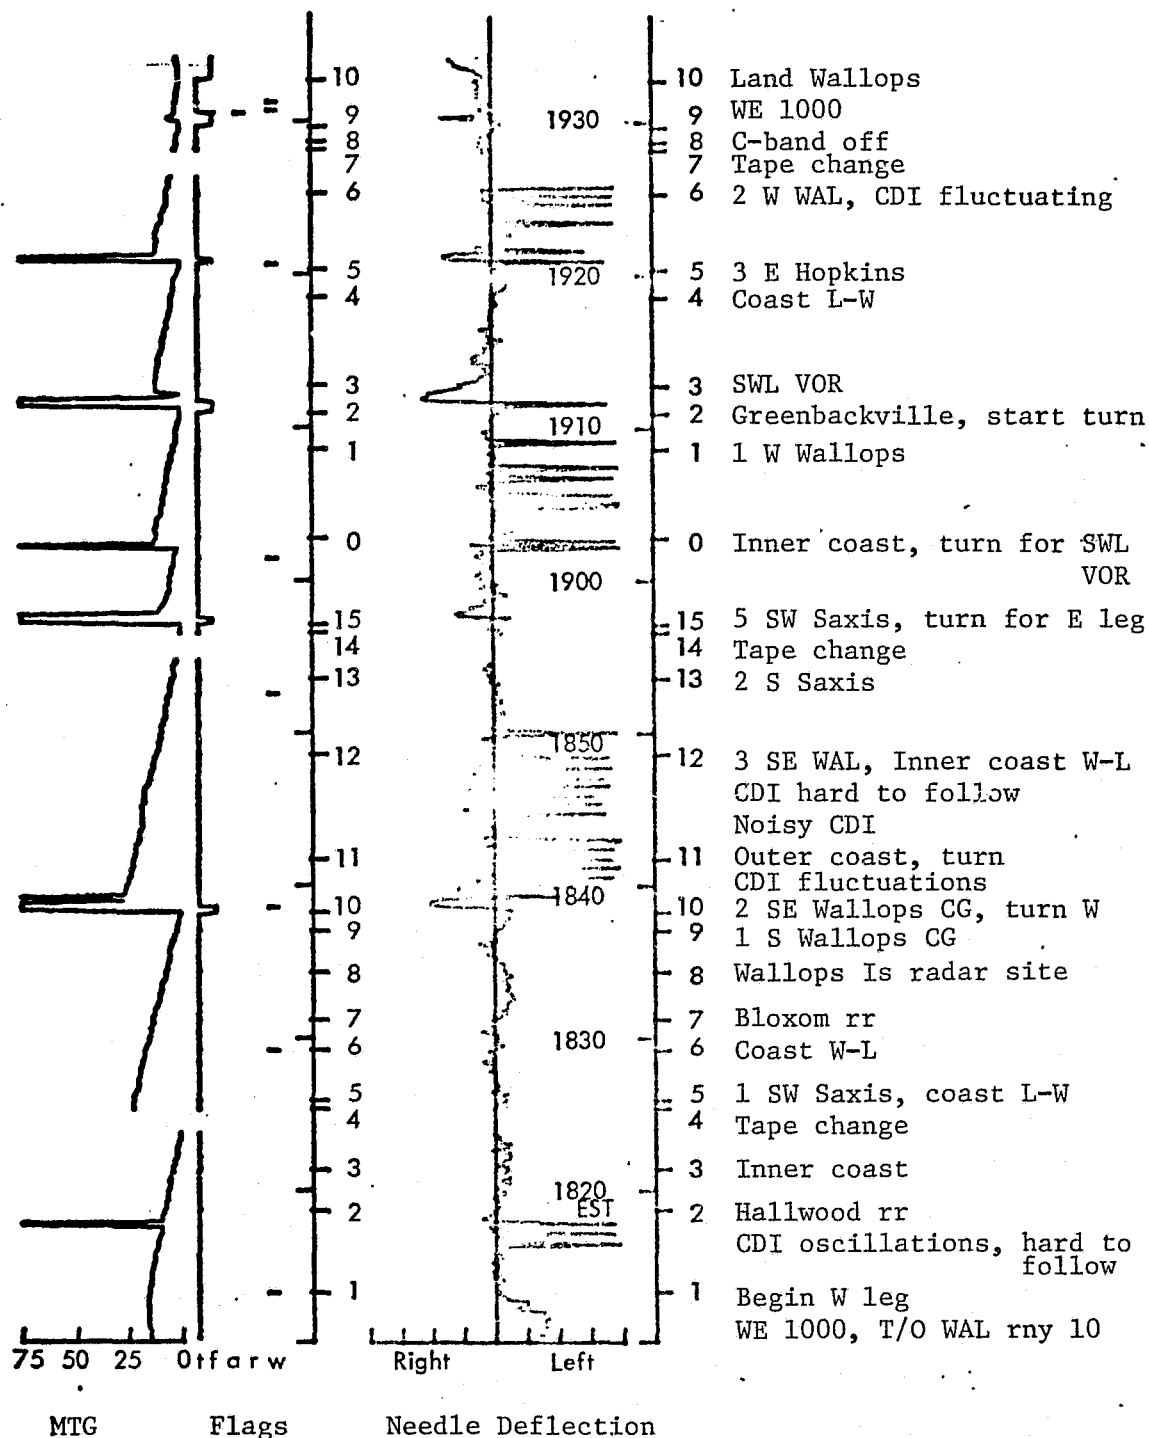 10 10 Land Wallops
9 1930 9 WE 1000
8 8 C-band off
7 7 Tape change
6 6 2 W WAL, CDI fluctuating
5 1920 5 3 E Hopkins
4 4 Coast L-W
3 3 SWL VOR
2 2 Greenbackville, start turn
1910
1 1 1 W Wallops
0 0 Inner coast, turn for SWL
1900 VOR
15 15 5 SW Saxis, turn for E leg
14 14 Tape change
13 13 2 S Saxis
1850
12 12 3 SE WAL, Inner coast W-L
CDI hard to follow
Noisy CDI
11 11 Outer coast, turn
1840 CDI fluctuations
10 10 2 SE Wallops CG, turn W
9 9 1 S Wallops CG
8 8 Wallops Is radar site
7 7 Bloxom rr
6 1830 6 Coast W-L
5 5 1 SW Saxis, coast L-W
4 4 Tape change
3 3 Inner coast
1820
2 EST 2 Hallwood rr
CDI oscillations, hard to
follow
1 1 Begin W leg
WE 1000, T/O WAL rny 10
75 50 25 0 t f a r w Right Left
MTG Flags Needle Deflection